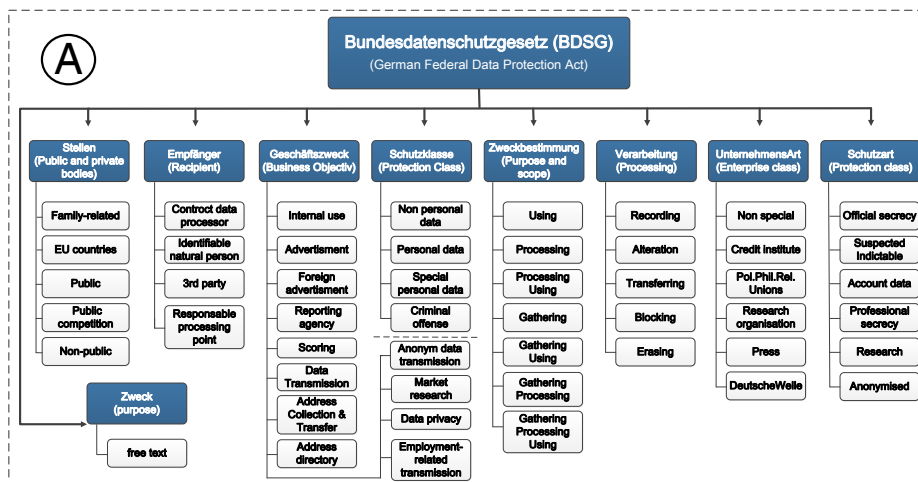 A
Bundesdatenschutzgesetz (BDSG)
(German Federal Data Protection Act)
Stellen
(Public and private
bodies)
Family-related
EU countries
Public
Public
competition
Non-public
Empfänger
(Recipient)
Controct data
processor
Identifiable
natural person
3rd party
Responsable
processing
point
Geschäftszweck
(Business Objectiv)
Internal use
Advertisment
Foreign
advertisment
Reporting
agency
Scoring
Data
Transmission
Address
Collection &
Transfer
Address
directory
Schutzklasse
(Protection Class)
Non personal
data
Personal data
Special
personal data
Criminal
offense
Anonym data
transmission
Market
research
Data privacy
Employment-
related
transmission
Zweckbestimmung
(Purpose and
scope)
Using
Processing
Processing
Using
Gathering
Gathering
Using
Gathering
Processing
Gathering
Processing
Using
Verarbeitung
(Processing)
Recording
Alteration
Transferring
Blocking
Erasing
UnternehmensArt
(Enterprise class)
Non special
Credit institute
Pol.Phil.Rel.
Unions
Research
organisation
Press
DeutscheWelle
Schutzart
(Protection class)
Official secrecy
Suspected
Indictable
Account data
Professional
secrecy
Research
Anonymised
Zweck
(purpose)
free text